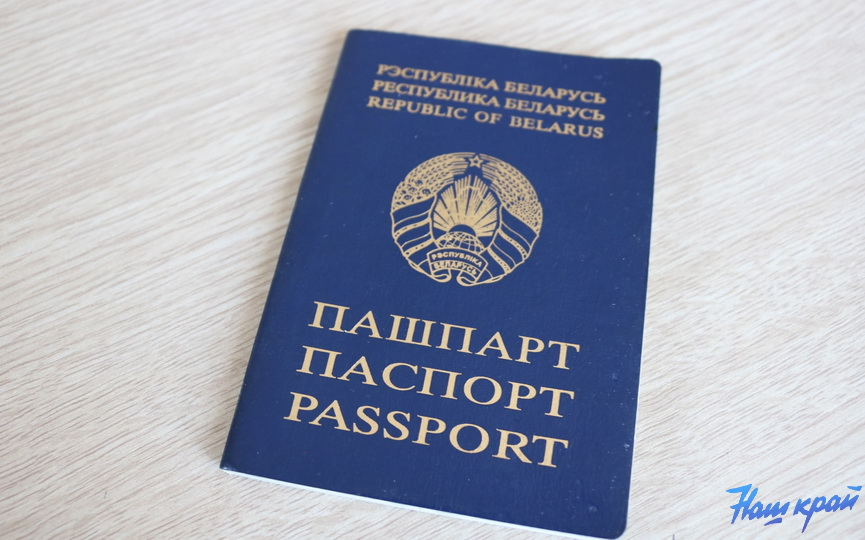 РЭСПУБЛІКА БЕЛАРУСЬ
РЕСПУБЛИКА БЕЛАРУСЬ
REPUBLIC OF BELARUS
РЭСПУБЛІКА
БЕЛАРУСЬ
ПАШПАРТ
ПАСПОРТ
PASSPORT
Наш край